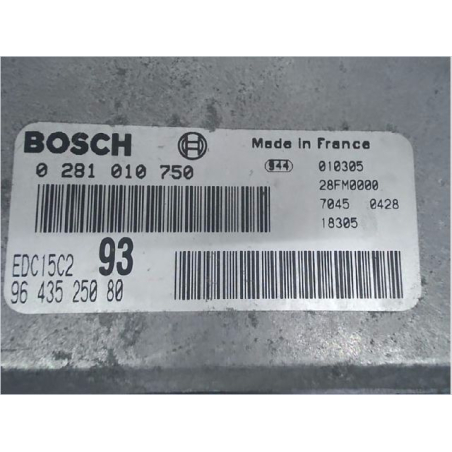 BOSCH Made in France
0 281 010 750 944 010305
28FM0000
7045 0428
18305
EDC15C2 93
96 435 250 80